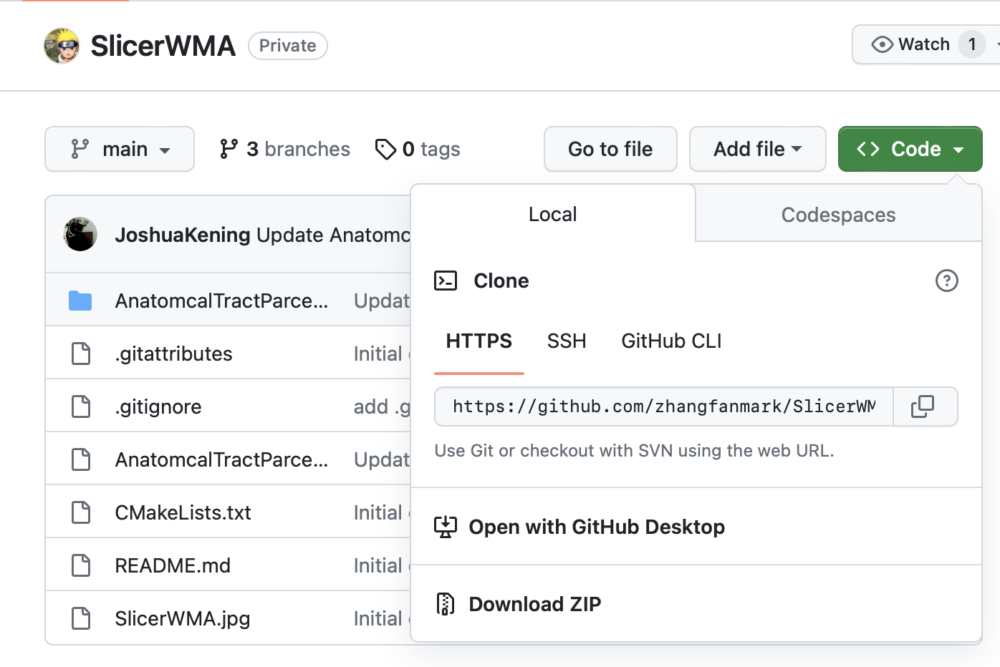 SlicerWMA Private Watch 1
main 3 branches 0 tags Go to file Add file Code
Local Codespaces
JoshuaKening Update Anatomc
Clone
AnatomcalTractParce... Updat
HTTPS SSH GitHub CLI
.gitattributes Initial
https://github.com/zhangfanmark/SlicerWM
.gitignore add .g
Use Git or checkout with SVN using the web URL.
AnatomcalTractParce... Updat
CMakeLists.txt Initial
Open with GitHub Desktop
README.md Initial
Download ZIP
SlicerWMA.jpg Initial